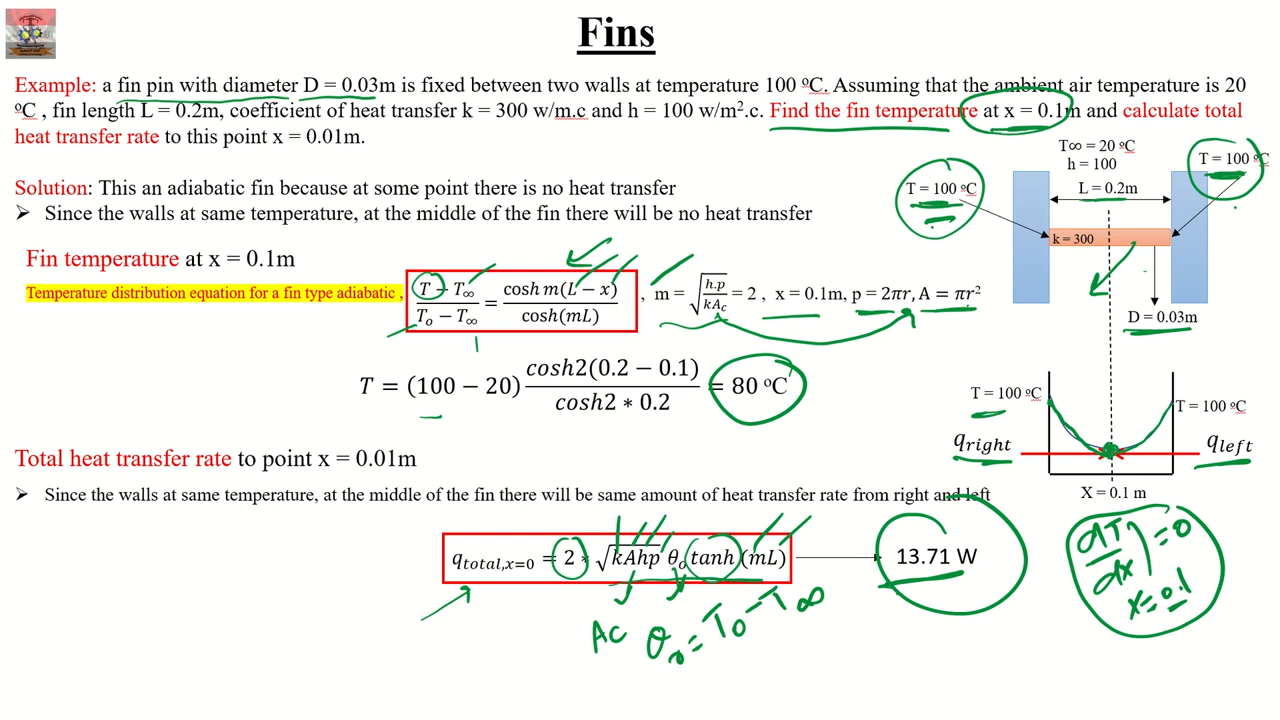 Fins
Example: a fin pin with diameter D = 0.03m is fixed between two walls at temperature 100 ºC. Assuming that the ambient air temperature is 20
ºC , fin length L = 0.2m, coefficient of heat transfer k = 300 w/m.c and h = 100 w/m².c. Find the fin temperature at x = 0.1m and calculate total
heat transfer rate to this point x = 0.01m.
T∞ = 20 ºC
h = 100
T = 100 ºC
T = 100 ºC
L = 0.2m
k = 300
D = 0.03m
Solution: This an adiabatic fin because at some point there is no heat transfer
➢ Since the walls at same temperature, at the middle of the fin there will be no heat transfer
Fin temperature at x = 0.1m
Temperature distribution equation for a fin type adiabatic , (T − T∞)/(To − T∞) = cosh m(L − x)/cosh(mL) , m = √(h.p/kAc) = 2 , x = 0.1m, p = 2πr, A = πr²
T = (100 − 20) cosh2(0.2 − 0.1)/cosh2 ∗ 0.2 = 80 ºC
T = 100 ºC
T = 100 ºC
qright
qleft
X = 0.1 m
Total heat transfer rate to point x = 0.01m
➢ Since the walls at same temperature, at the middle of the fin there will be same amount of heat transfer rate from right and left
qtotal,x=0 = 2 ∗ √kAhp θo tanh (mL)
13.71 W
dT/dx) = 0
x = 0.1
AC
θo = To - T∞